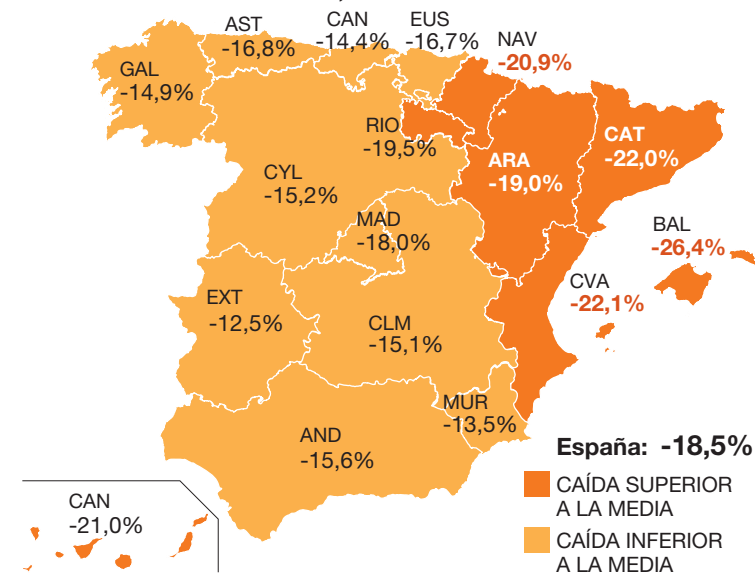 AST
-16,8%
CAN
-14,4%
EUS
-16,7%
NAV
-20,9%
GAL
-14,9%
RIO
-19,5%
ARA
-19,0%
CAT
-22,0%
CYL
-15,2%
MAD
-18,0%
BAL
-26,4%
CVA
-22,1%
EXT
-12,5%
CLM
-15,1%
MUR
-13,5%
AND
-15,6%
España: -18,5%
CAÍDA SUPERIOR
A LA MEDIA
CAÍDA INFERIOR
A LA MEDIA
CAN
-21,0%